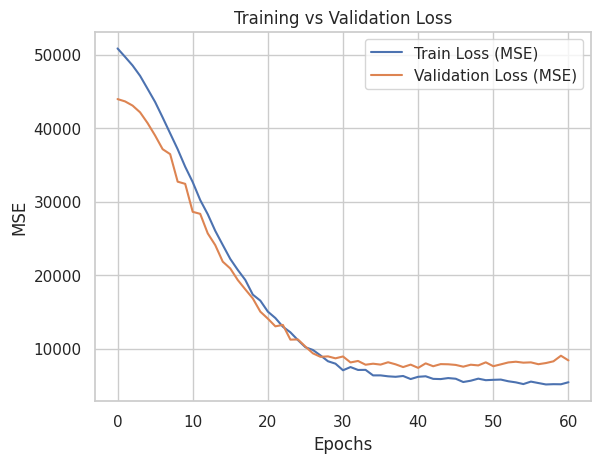 Training vs Validation Loss
Train Loss (MSE)
Validation Loss (MSE)
MSE
50000
40000
30000
20000
10000
0 10 20 30 40 50 60
Epochs